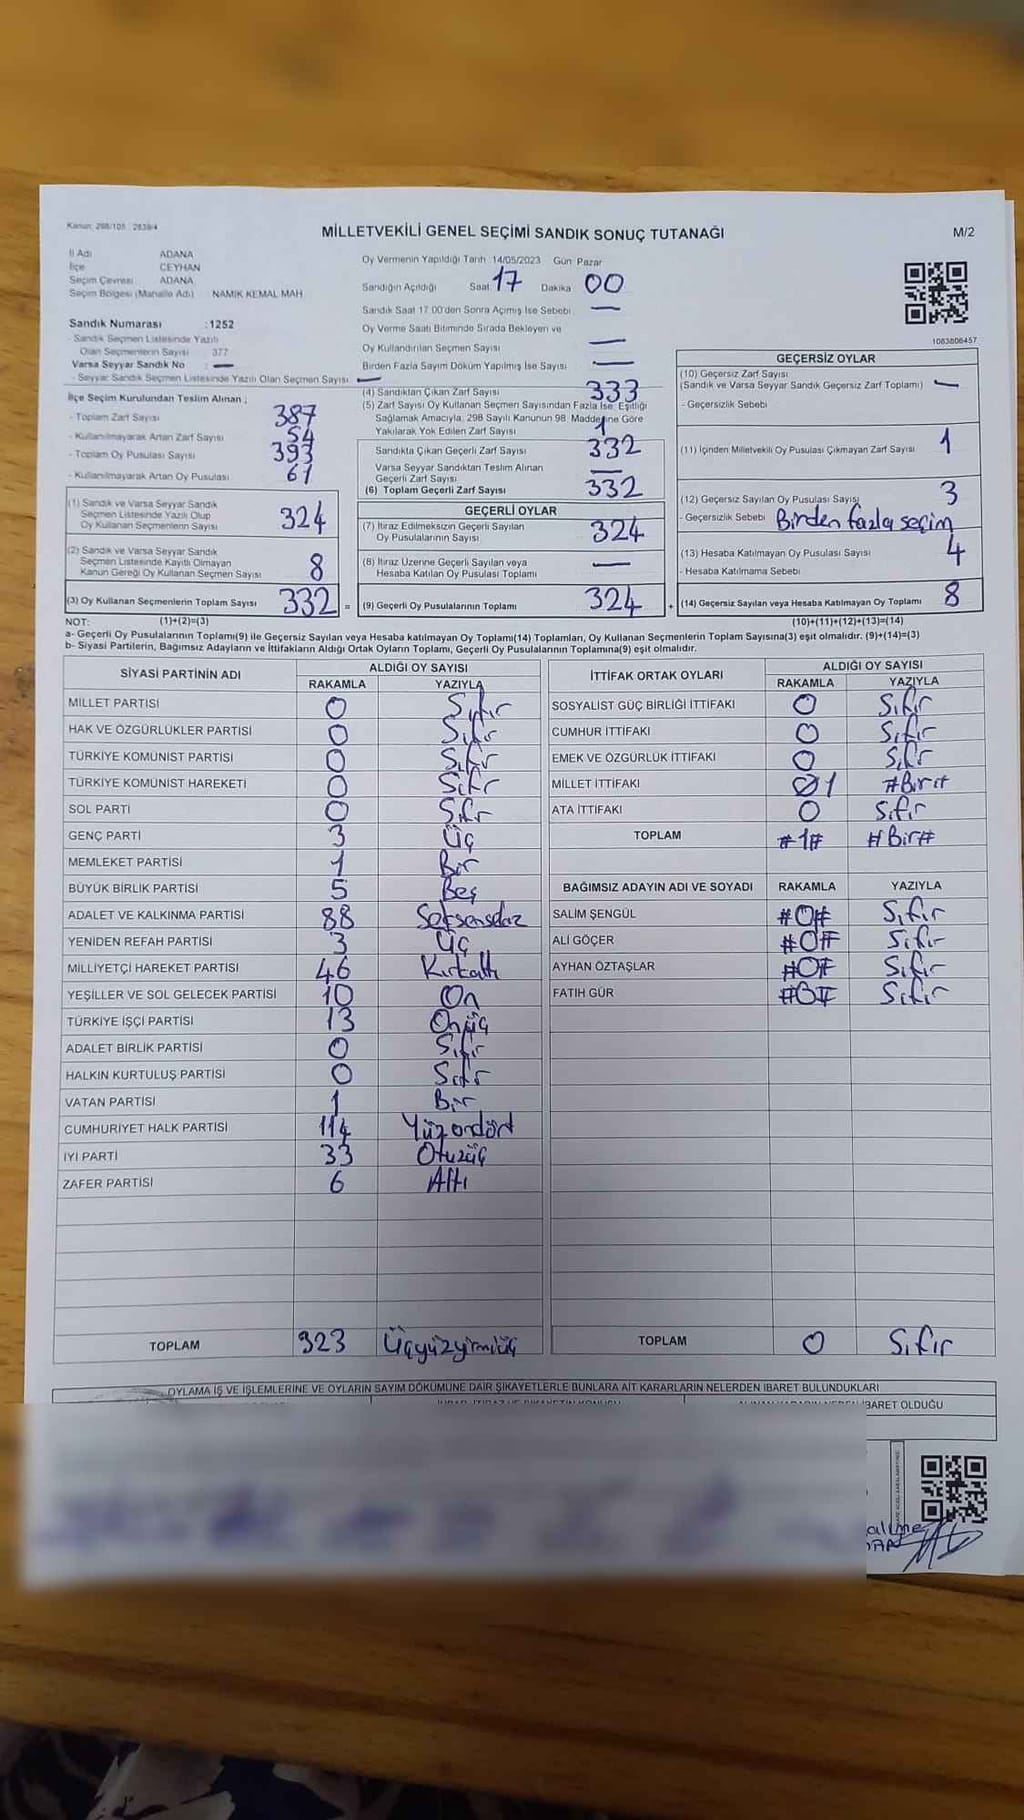 Kanun: 298/105 , 2839/4
MİLLETVEKİLİ GENEL SEÇİMİ SANDIK SONUÇ TUTANAĞI
M/2
İl Adı ADANA
İlçe CEYHAN
Seçim Çevresi ADANA
Seçim Bölgesi (Mahalle Adı) NAMIK KEMAL MAH
Sandık Numarası :1252
- Sandık Seçmen Listesinde Yazılı
Olan Seçmenlerin Sayısı : 377
Varsa Seyyar Sandık No : —
- Seyyar Sandık Seçmen Listesinde Yazılı Olan Seçmen Sayısı : —
Oy Vermenin Yapıldığı Tarih 14/05/2023 Gün Pazar
Sandığın Açıldığı Saat 17 Dakika 00
Sandık Saat 17:00'den Sonra Açımış İse Sebebi —
Oy Verme Saati Bitiminde Sırada Bekleyen ve
Oy Kullandırılan Seçmen Sayısı —
Birden Fazla Sayım Döküm Yapılmış İse Sayısı —
1083806457
İlçe Seçim Kurulundan Teslim Alınan ;
- Toplam Zarf Sayısı : 387
- Kullanılmayarak Artan Zarf Sayısı : 54
- Toplam Oy Pusulası Sayısı : 393
- Kullanılmayarak Artan Oy Pusulası : 61
(1) Sandık ve Varsa Seyyar Sandık
Seçmen Listesinde Yazılı Olup
Oy Kullanan Seçmenlerin Sayısı 324
(2) Sandık ve Varsa Seyyar Sandık
Seçmen Listesinde Kayıtlı Olmayan
Kanun Gereği Oy Kullanan Seçmen Sayısı 8
(3) Oy Kullanan Seçmenlerin Toplam Sayısı 332 =
(4) Sandıktan Çıkan Zarf Sayısı 333
(5) Zarf Sayısı Oy Kullanan Seçmen Sayısından Fazla İse, Eşitliği
Sağlamak Amacıyla, 298 Sayılı Kanunun 98. Maddesine Göre
Yakılarak Yok Edilen Zarf Sayısı 1
Sandıkta Çıkan Geçerli Zarf Sayısı 332
Varsa Seyyar Sandıktan Teslim Alınan
Geçerli Zarf Sayısı —
(6) Toplam Geçerli Zarf Sayısı 332
GEÇERLİ OYLAR
(7) İtiraz Edilmeksizin Geçerli Sayılan
Oy Pusulalarının Sayısı 324
(8) İtiraz Üzerine Geçerli Sayılan veya
Hesaba Katılan Oy Pusulası Toplamı —
(9) Geçerli Oy Pusulalarının Toplamı 324 +
GEÇERSİZ OYLAR
(10) Geçersiz Zarf Sayısı
(Sandık ve Varsa Seyyar Sandık Geçersiz Zarf Toplamı) —
- Geçersizlik Sebebi
(11) İçinden Milletvekili Oy Pusulası Çıkmayan Zarf Sayısı 1
(12) Geçersiz Sayılan Oy Pusulası Sayısı 3
- Geçersizlik Sebebi Birden fazla seçim
(13) Hesaba Katılmayan Oy Pusulası Sayısı 4
- Hesaba Katılmama Sebebi
(14) Geçersiz Sayılan veya Hesaba Katılmayan Oy Toplamı 8
NOT: (1)+(2)=(3) (10)+(11)+(12)+(13)=(14)
a- Geçerli Oy Pusulalarının Toplamı(9) ile Geçersiz Sayılan veya Hesaba katılmayan Oy Toplamı(14) Toplamları, Oy Kullanan Seçmenlerin Toplam Sayısına(3) eşit olmalıdır. (9)+(14)=(3)
b- Siyasi Partilerin, Bağımsız Adayların ve İttifakların Aldığı Ortak Oyların Toplamı, Geçerli Oy Pusulalarının Toplamına(9) eşit olmalıdır.
SİYASİ PARTİNİN ADI ALDIĞI OY SAYISI
RAKAMLA YAZIYLA
MİLLET PARTİSİ 0 Sıfır
HAK VE ÖZGÜRLÜKLER PARTİSİ 0 Sıfır
TÜRKİYE KOMÜNİST PARTİSİ 0 Sıfır
TÜRKİYE KOMÜNİST HAREKETİ 0 Sıfır
SOL PARTİ 0 Sıfır
GENÇ PARTİ 3 Üç
MEMLEKET PARTİSİ 1 Bir
BÜYÜK BİRLİK PARTİSİ 5 Beş
ADALET VE KALKINMA PARTİSİ 88 Seksensekiz
YENİDEN REFAH PARTİSİ 3 Üç
MİLLİYETÇİ HAREKET PARTİSİ 46 Kırkaltı
YEŞİLLER VE SOL GELECEK PARTİSİ 10 On
TÜRKİYE İŞÇİ PARTİSİ 13 Onüç
ADALET BİRLİK PARTİSİ 0 Sıfır
HALKIN KURTULUŞ PARTİSİ 0 Sıfır
VATAN PARTİSİ 1 Bir
CUMHURİYET HALK PARTİSİ 114 Yüzondört
İYİ PARTİ 33 Otuzüç
ZAFER PARTİSİ 6 Altı
TOPLAM 323 Üçyüzyirmiüç
İTTİFAK ORTAK OYLARI ALDIĞI OY SAYISI
RAKAMLA YAZIYLA
SOSYALİST GÜÇ BİRLİĞİ İTTİFAKI 0 Sıfır
CUMHUR İTTİFAKI 0 Sıfır
EMEK VE ÖZGÜRLÜK İTTİFAKI 0 Sıfır
MİLLET İTTİFAKI 1 #Bir#
ATA İTTİFAKI 0 Sıfır
TOPLAM #1# #Bir#
BAĞIMSIZ ADAYIN ADI VE SOYADI RAKAMLA YAZIYLA
SALİM ŞENGÜL #0# Sıfır
ALİ GÖÇER #0# Sıfır
AYHAN ÖZTAŞLAR #0# Sıfır
FATİH GÜR #0# Sıfır
TOPLAM 0 Sıfır
OYLAMA İŞ VE İŞLEMLERİNE VE OYLARIN SAYIM DÖKÜMÜNE DAİR ŞİKAYETLERLE BUNLARA AİT KARARLARIN NELERDEN İBARET BULUNDUKLARI
İBARET OLDUĞU